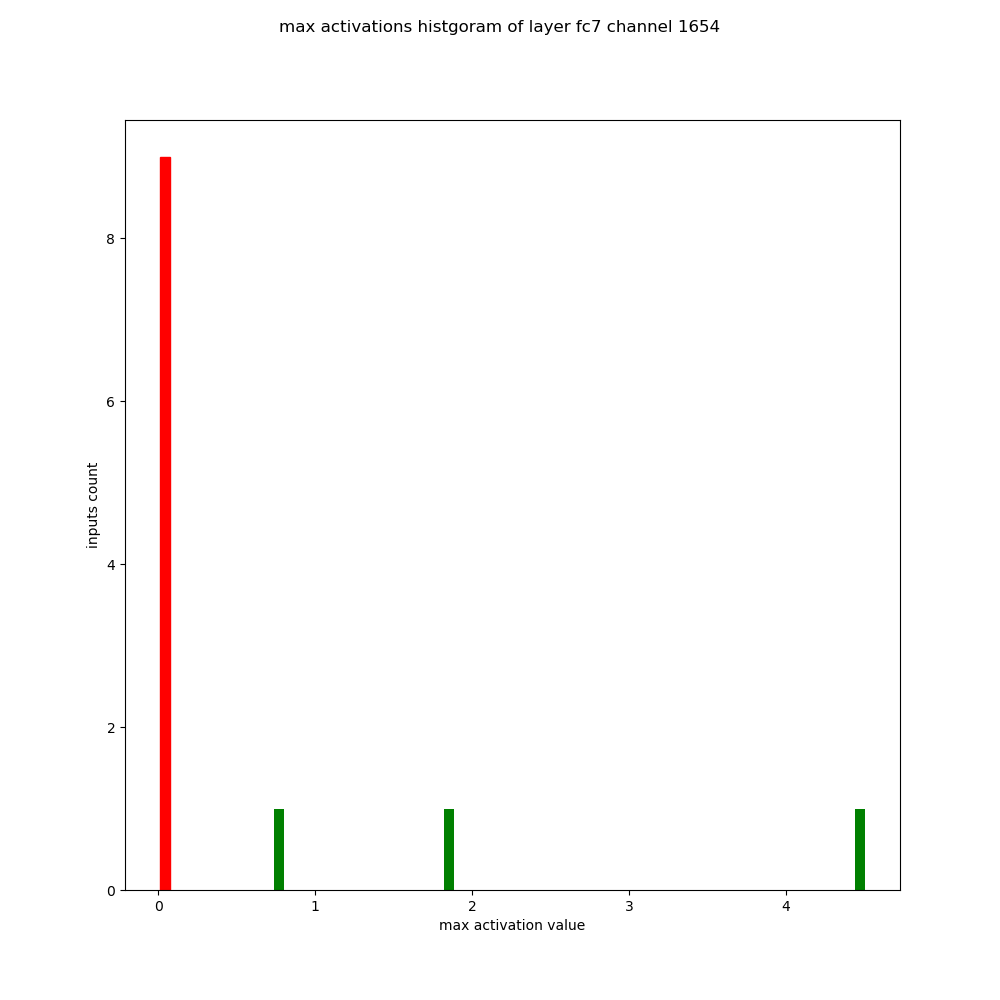 max activations histgoram of layer fc7 channel 1654
8
6
4
2
0
inputs count
0 1 2 3 4
max activation value